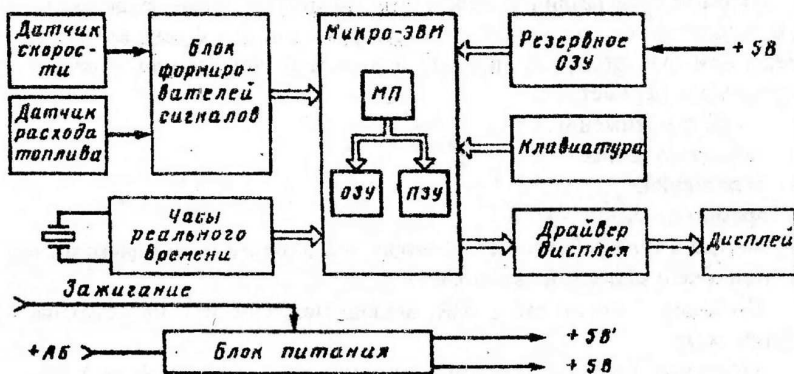 Датчик
скорос-
ти
Датчик
расхода
топлива
Блок
формиро-
вателей
сигналов
Часы
реального
времени
Микро-ЭВМ
МП
ОЗУ
ПЗУ
Резервное
ОЗУ
+5В
Клавиатура
Драйвер
дисплея
Дисплей
Зажигание
+АБ
Блок питания
+5В'
+5В